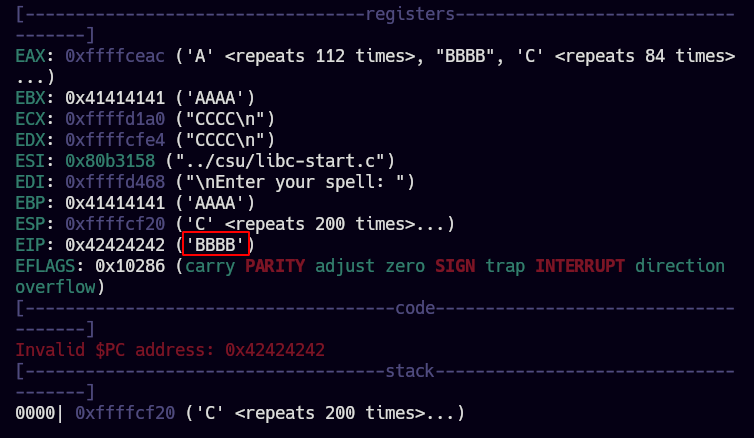 [----------------------------------registers----------------------------
-------]
EAX: 0xffffceac ('A' <repeats 112 times>, "BBBB", 'C' <repeats 84 times>
...)
EBX: 0x41414141 ('AAAA')
ECX: 0xffffd1a0 ("CCCC\n")
EDX: 0xffffcfe4 ("CCCC\n")
ESI: 0x80b3158 ("../csu/libc-start.c")
EDI: 0xffffd468 ("\nEnter your spell: ")
EBP: 0x41414141 ('AAAA')
ESP: 0xffffcf20 ('C' <repeats 200 times>...)
EIP: 0x42424242 ('BBBB')
EFLAGS: 0x10286 (carry PARITY adjust zero SIGN trap INTERRUPT direction
overflow)
[-------------------------------------code------------------------------
-------]
Invalid $PC address: 0x42424242
[------------------------------------stack------------------------------
-------]
0000| 0xffffcf20 ('C' <repeats 200 times>...)